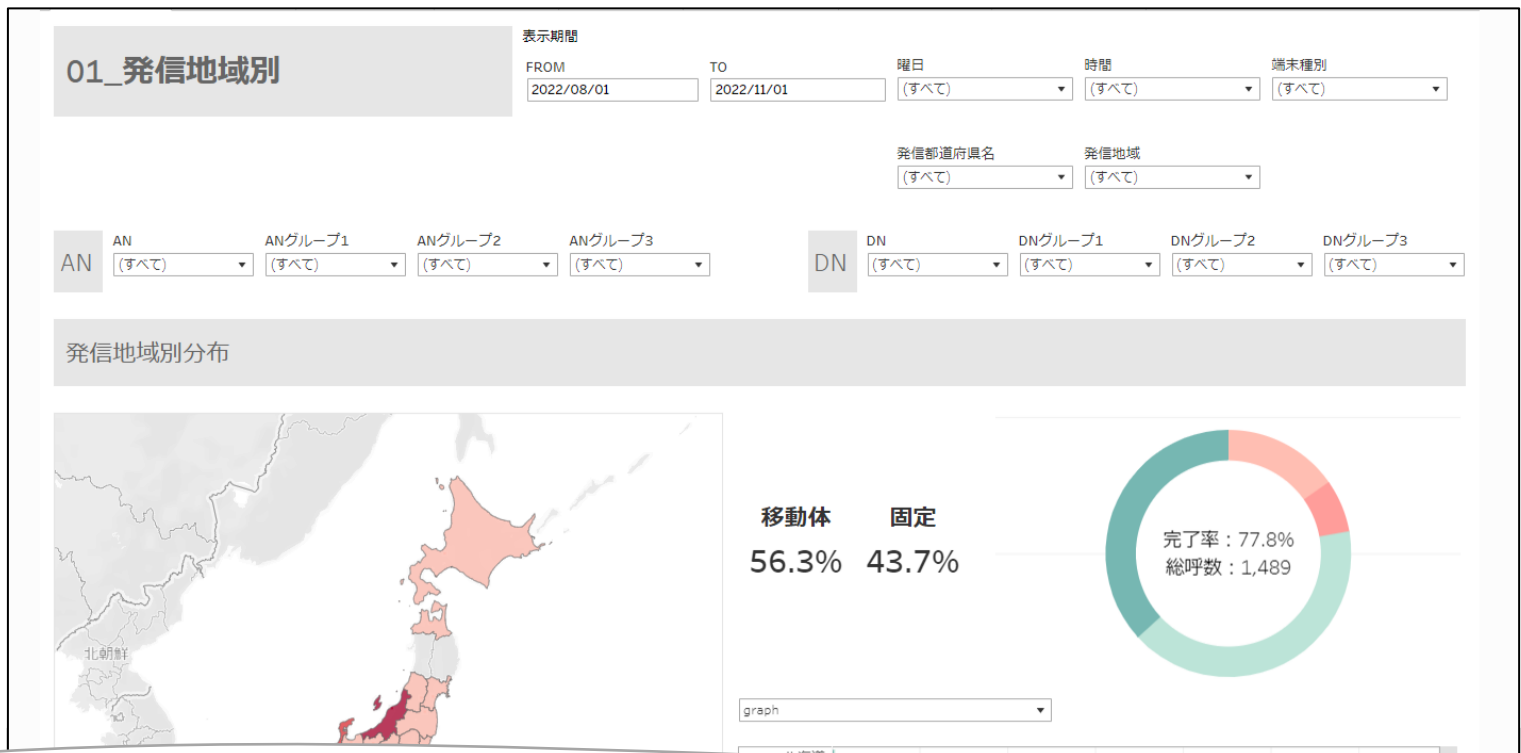 01_発信地域別
表示期間
FROM
TO
曜日
時間
端末種別
2022/08/01
2022/11/01
(すべて)
(すべて)
(すべて)
発信都道府県名
発信地域
(すべて)
(すべて)
AN
AN
ANグループ1
ANグループ2
ANグループ3
(すべて)
(すべて)
(すべて)
(すべて)
DN
DN
DNグループ1
DNグループ2
DNグループ3
(すべて)
(すべて)
(すべて)
(すべて)
発信地域別分布
北朝鮮
移動体
固定
56.3%
43.7%
完了率:77.8%
総呼数:1,489
graph